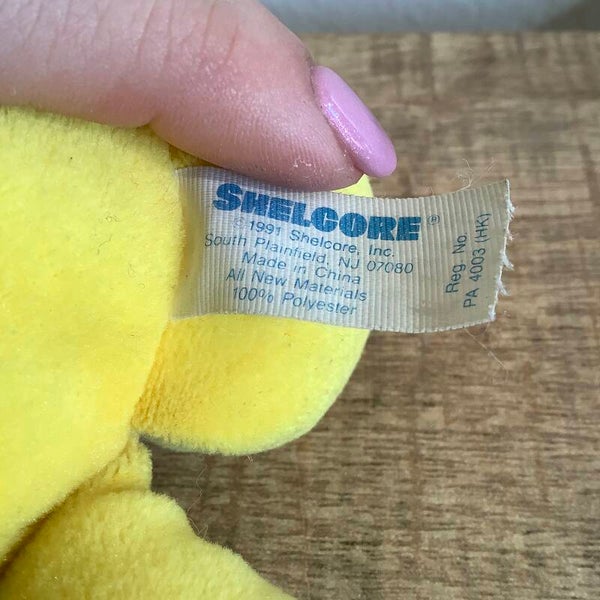 SHELCORE®
©1991 Shelcore, Inc.
South Plainfield, NJ 07080
Made in China
All New Materials
100% Polyester
Reg. No.
PA 4003 (HK)